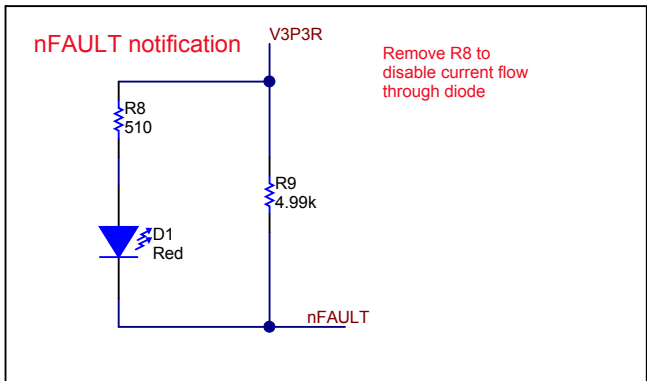 nFAULT notification
V3P3R
Remove R8 to
disable current flow
through diode
R8
510
R9
4.99k
D1
Red
nFAULT